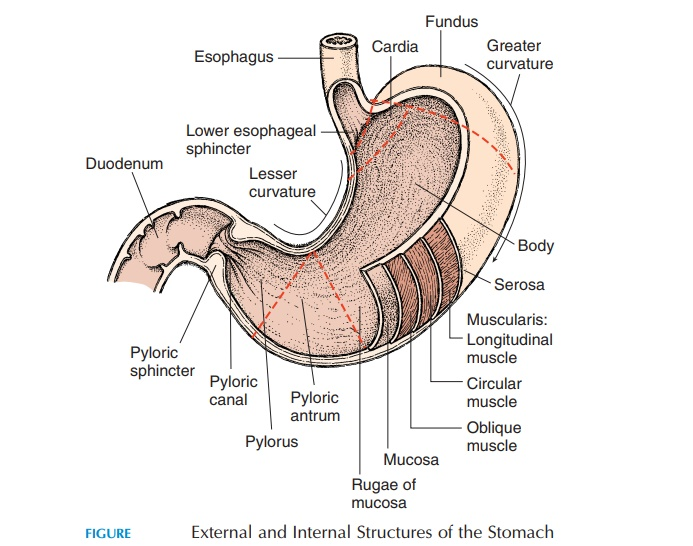 Fundus
Cardia
Greater
curvature
Esophagus
Lower esophageal
sphincter
Duodenum
Lesser
curvature
Body
Serosa
Muscularis:
Longitudinal
muscle
Pyloric
sphincter
Pyloric
canal
Circular
muscle
Pyloric
antrum
Oblique
muscle
Pylorus
Mucosa
Rugae of
mucosa
FIGURE External and Internal Structures of the Stomach